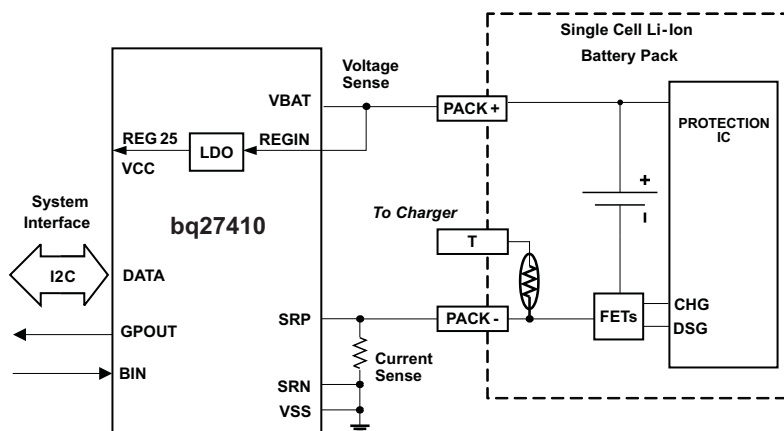 Single Cell Li-Ion
Battery Pack
Voltage
Sense
VBAT
PACK +
PROTECTION
IC
REG 25
LDO
REGIN
VCC
+
System
Interface
bq27410
To Charger
I2C
T
DATA
SRP
PACK -
FETs
CHG
DSG
GPOUT
Current
Sense
BIN
SRN
VSS